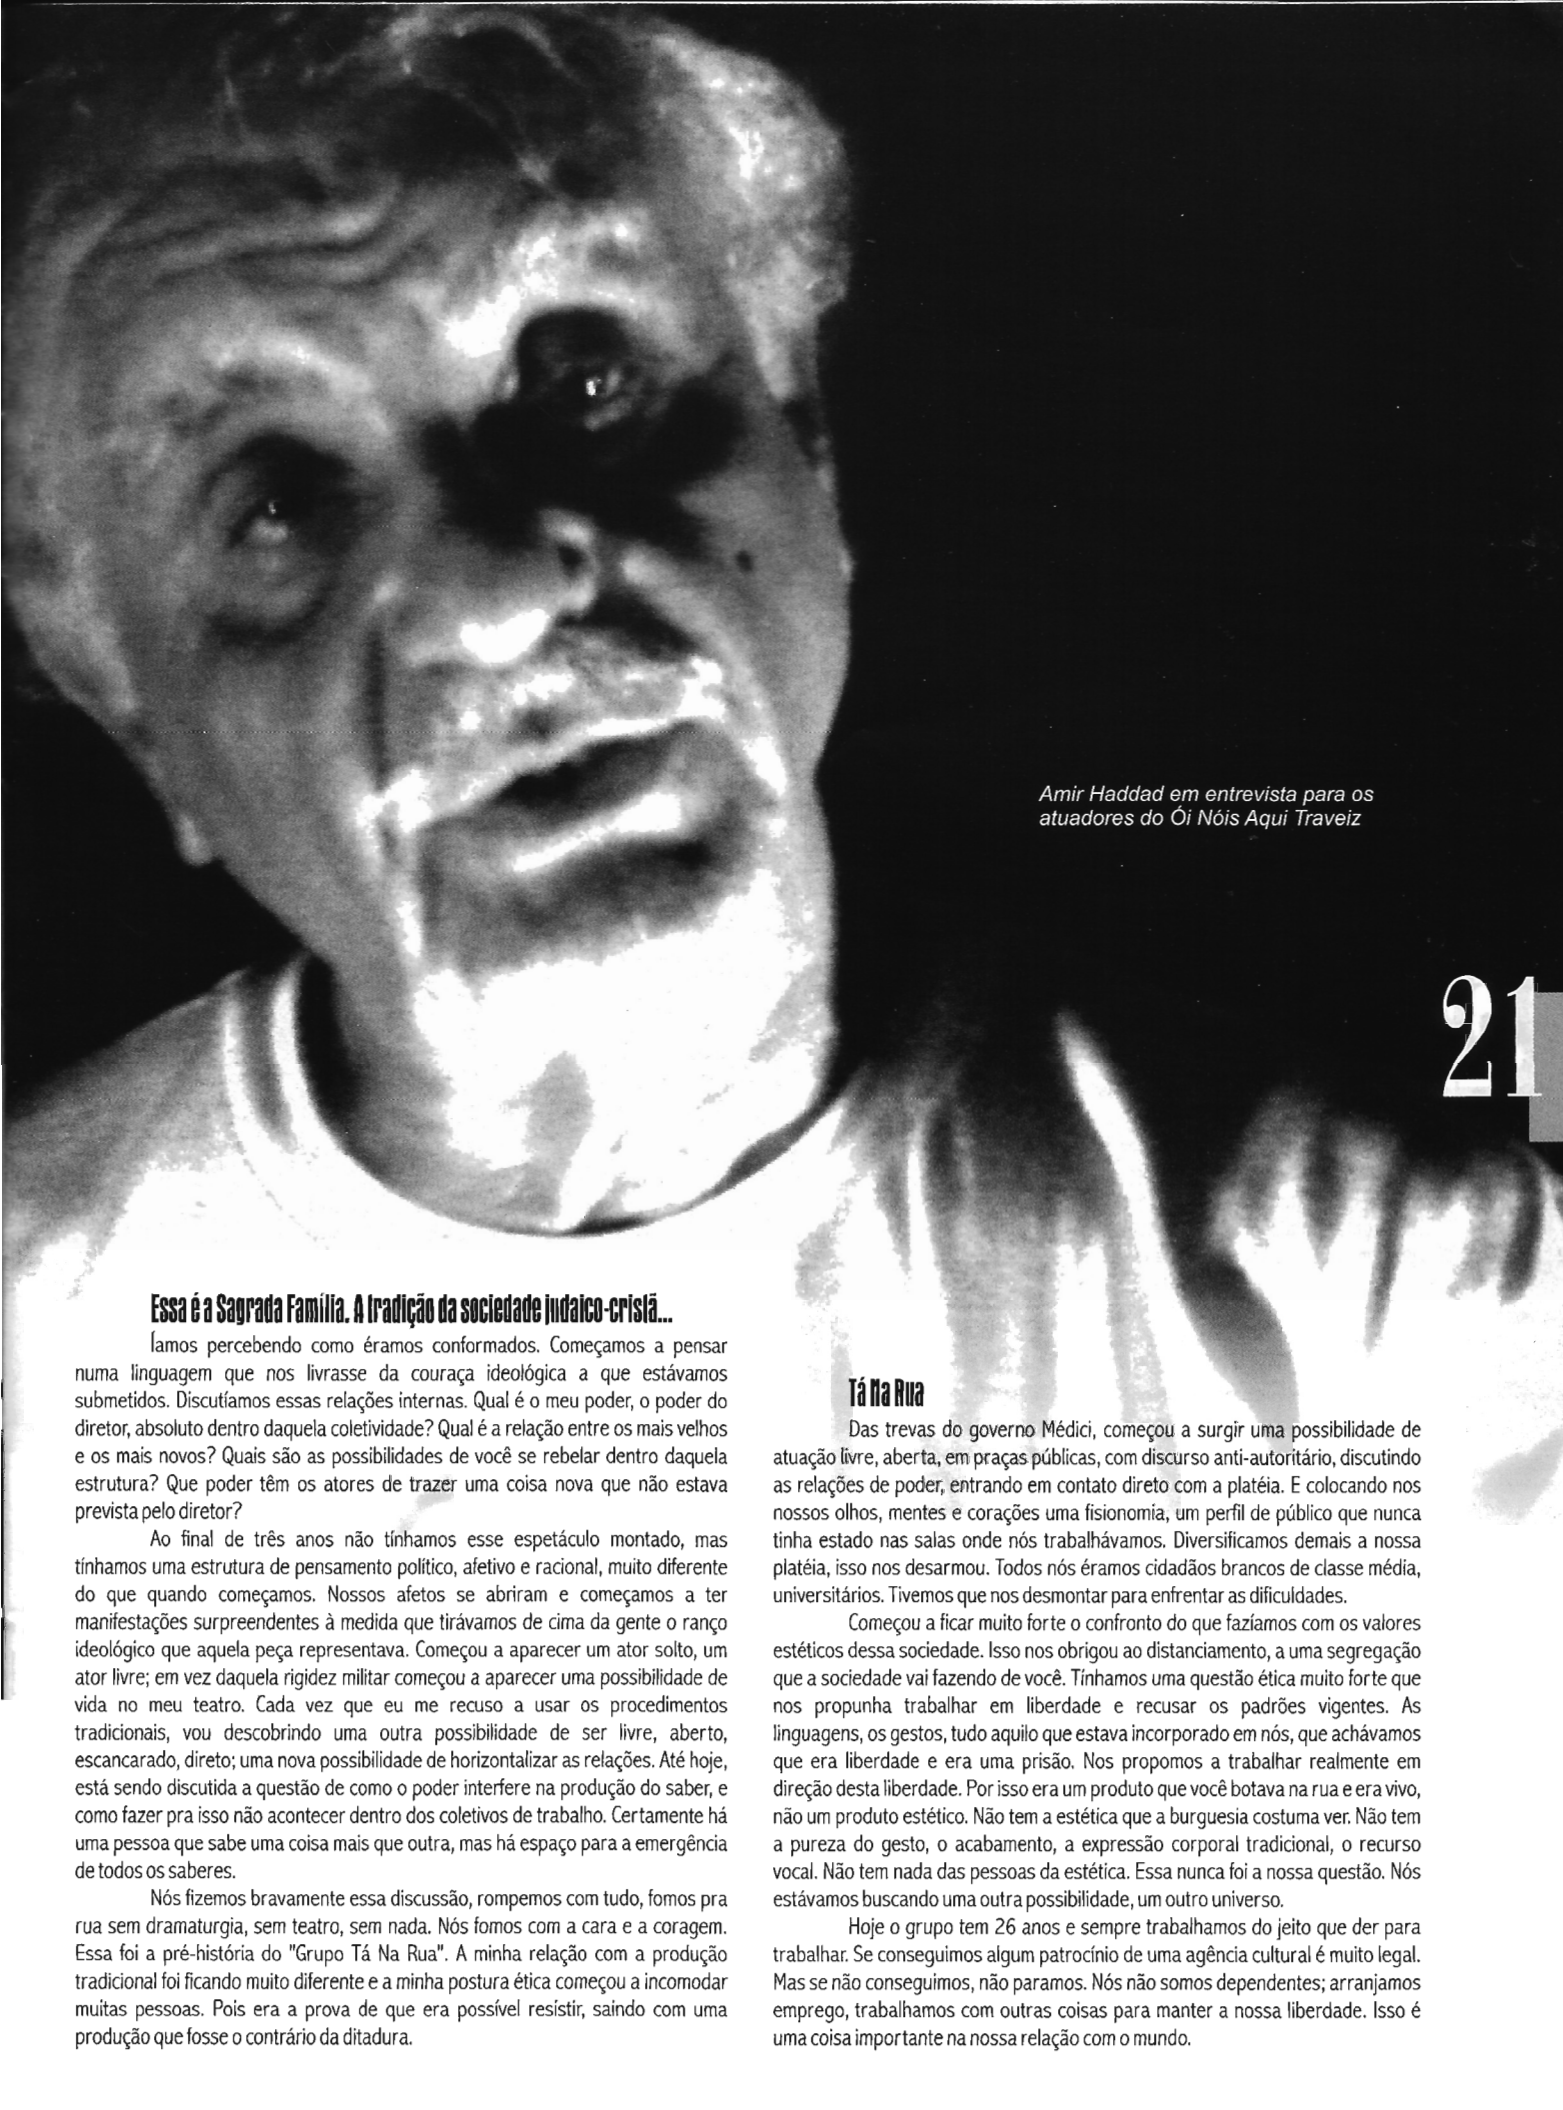 Amir Haddad em entrevista para os
atuadores do Ói Nóis Aqui Traveiz
21
Essa é a Sagrada Família. A tradição da sociedade judaico-cristã...
Íamos percebendo como éramos conformados. Começamos a pensar
numa linguagem que nos livrasse da couraça ideológica a que estávamos
submetidos. Discutíamos essas relações internas. Qual é o meu poder, o poder do
diretor, absoluto dentro daquela coletividade? Qual é a relação entre os mais velhos
e os mais novos? Quais são as possibilidades de você se rebelar dentro daquela
estrutura? Que poder têm os atores de trazer uma coisa nova que não estava
prevista pelo diretor?
Ao final de três anos não tínhamos esse espetáculo montado, mas
tínhamos uma estrutura de pensamento político, afetivo e racional, muito diferente
do que quando começamos. Nossos afetos se abriram e começamos a ter
manifestações surpreendentes à medida que tirávamos de cima da gente o ranço
ideológico que aquela peça representava. Começou a aparecer um ator solto, um
ator livre; em vez daquela rigidez militar começou a aparecer uma possibilidade de
vida no meu teatro. Cada vez que eu me recuso a usar os procedimentos
tradicionais, vou descobrindo uma outra possibilidade de ser livre, aberto,
escancarado, direto; uma nova possibilidade de horizontalizar as relações. Até hoje,
está sendo discutida a questão de como o poder interfere na produção do saber, e
como fazer pra isso não acontecer dentro dos coletivos de trabalho. Certamente há
uma pessoa que sabe uma coisa mais que outra, mas há espaço para a emergência
de todos os saberes.
Nós fizemos bravamente essa discussão, rompemos com tudo, fomos pra
rua sem dramaturgia, sem teatro, sem nada. Nós fomos com a cara e a coragem.
Essa foi a pré-história do "Grupo Tá Na Rua". A minha relação com a produção
tradicional foi ficando muito diferente e a minha postura ética começou a incomodar
muitas pessoas. Pois era a prova de que era possível resistir, saindo com uma
produção que fosse o contrário da ditadura.
Tá Na Rua
Das trevas do governo Médici, começou a surgir uma possibilidade de
atuação livre, aberta, em praças públicas, com discurso anti-autoritário, discutindo
as relações de poder, entrando em contato direto com a platéia. E colocando nos
nossos olhos, mentes e corações uma fisionomia, um perfil de público que nunca
tinha estado nas salas onde nós trabalhávamos. Diversificamos demais a nossa
platéia, isso nos desarmou. Todos nós éramos cidadãos brancos de classe média,
universitários. Tivemos que nos desmontar para enfrentar as dificuldades.
Começou a ficar muito forte o confronto do que fazíamos com os valores
estéticos dessa sociedade. Isso nos obrigou ao distanciamento, a uma segregação
que a sociedade vai fazendo de você. Tínhamos uma questão ética muito forte que
nos propunha trabalhar em liberdade e recusar os padrões vigentes. As
linguagens, os gestos, tudo aquilo que estava incorporado em nós, que achávamos
que era liberdade e era uma prisão. Nos propomos a trabalhar realmente em
direção desta liberdade. Por isso era um produto que você botava na rua e era vivo,
não um produto estético. Não tem a estética que a burguesia costuma ver. Não tem
a pureza do gesto, o acabamento, a expressão corporal tradicional, o recurso
vocal. Não tem nada das pessoas da estética. Essa nunca foi a nossa questão. Nós
estávamos buscando uma outra possibilidade, um outro universo.
Hoje o grupo tem 26 anos e sempre trabalhamos do jeito que der para
trabalhar. Se conseguimos algum patrocínio de uma agência cultural é muito legal.
Mas se não conseguimos, não paramos. Nós não somos dependentes; arranjamos
emprego, trabalhamos com outras coisas para manter a nossa liberdade. Isso é
uma coisa importante na nossa relação com o mundo.